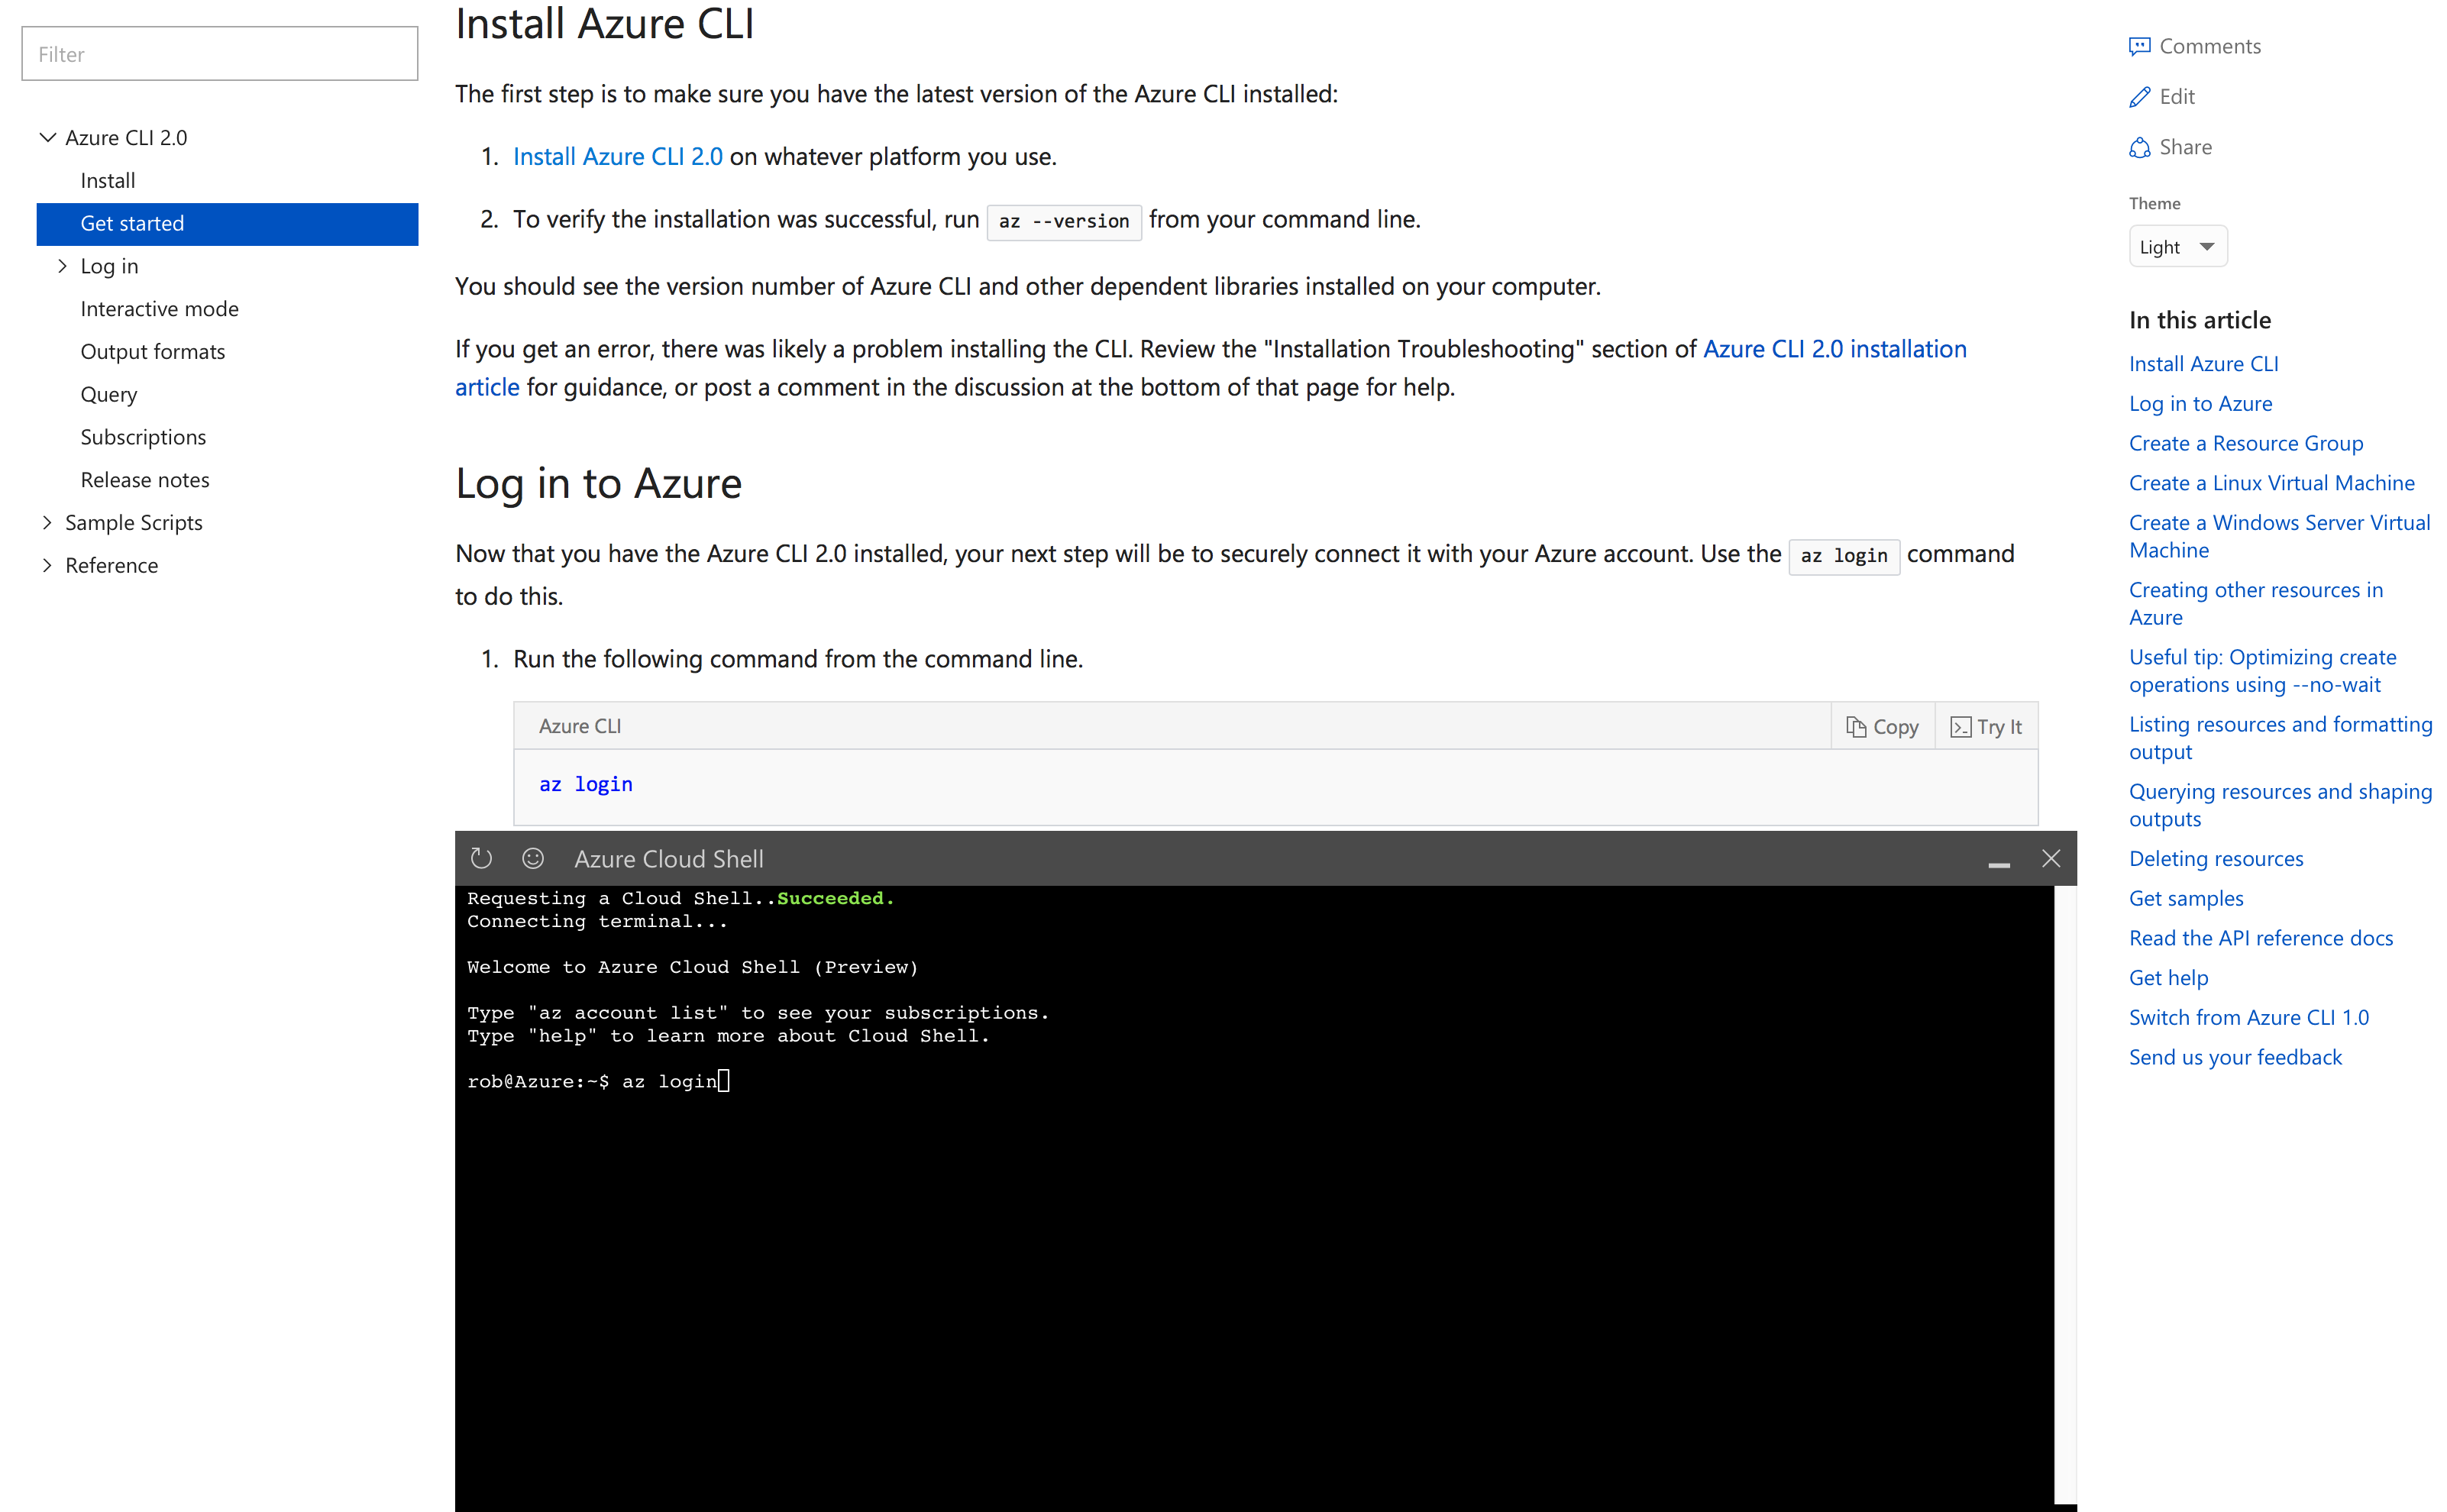 Filter
Azure CLI 2.0
Install
Get started
Log in
Interactive mode
Output formats
Query
Subscriptions
Release notes
Sample Scripts
Reference
Install Azure CLI
The first step is to make sure you have the latest version of the Azure CLI installed:
1. Install Azure CLI 2.0 on whatever platform you use.
2. To verify the installation was successful, run az --version from your command line.
You should see the version number of Azure CLI and other dependent libraries installed on your computer.
If you get an error, there was likely a problem installing the CLI. Review the "Installation Troubleshooting" section of Azure CLI 2.0 installation
article for guidance, or post a comment in the discussion at the bottom of that page for help.
Log in to Azure
Now that you have the Azure CLI 2.0 installed, your next step will be to securely connect it with your Azure account. Use the az login command
to do this.
1. Run the following command from the command line.
Azure CLI Copy Try It
az login
Azure Cloud Shell
Requesting a Cloud Shell..Succeeded.
Connecting terminal...
Welcome to Azure Cloud Shell (Preview)
Type "az account list" to see your subscriptions.
Type "help" to learn more about Cloud Shell.
rob@Azure:~$ az login
Comments
Edit
Share
Theme
Light
In this article
Install Azure CLI
Log in to Azure
Create a Resource Group
Create a Linux Virtual Machine
Create a Windows Server Virtual
Machine
Creating other resources in
Azure
Useful tip: Optimizing create
operations using --no-wait
Listing resources and formatting
output
Querying resources and shaping
outputs
Deleting resources
Get samples
Read the API reference docs
Get help
Switch from Azure CLI 1.0
Send us your feedback